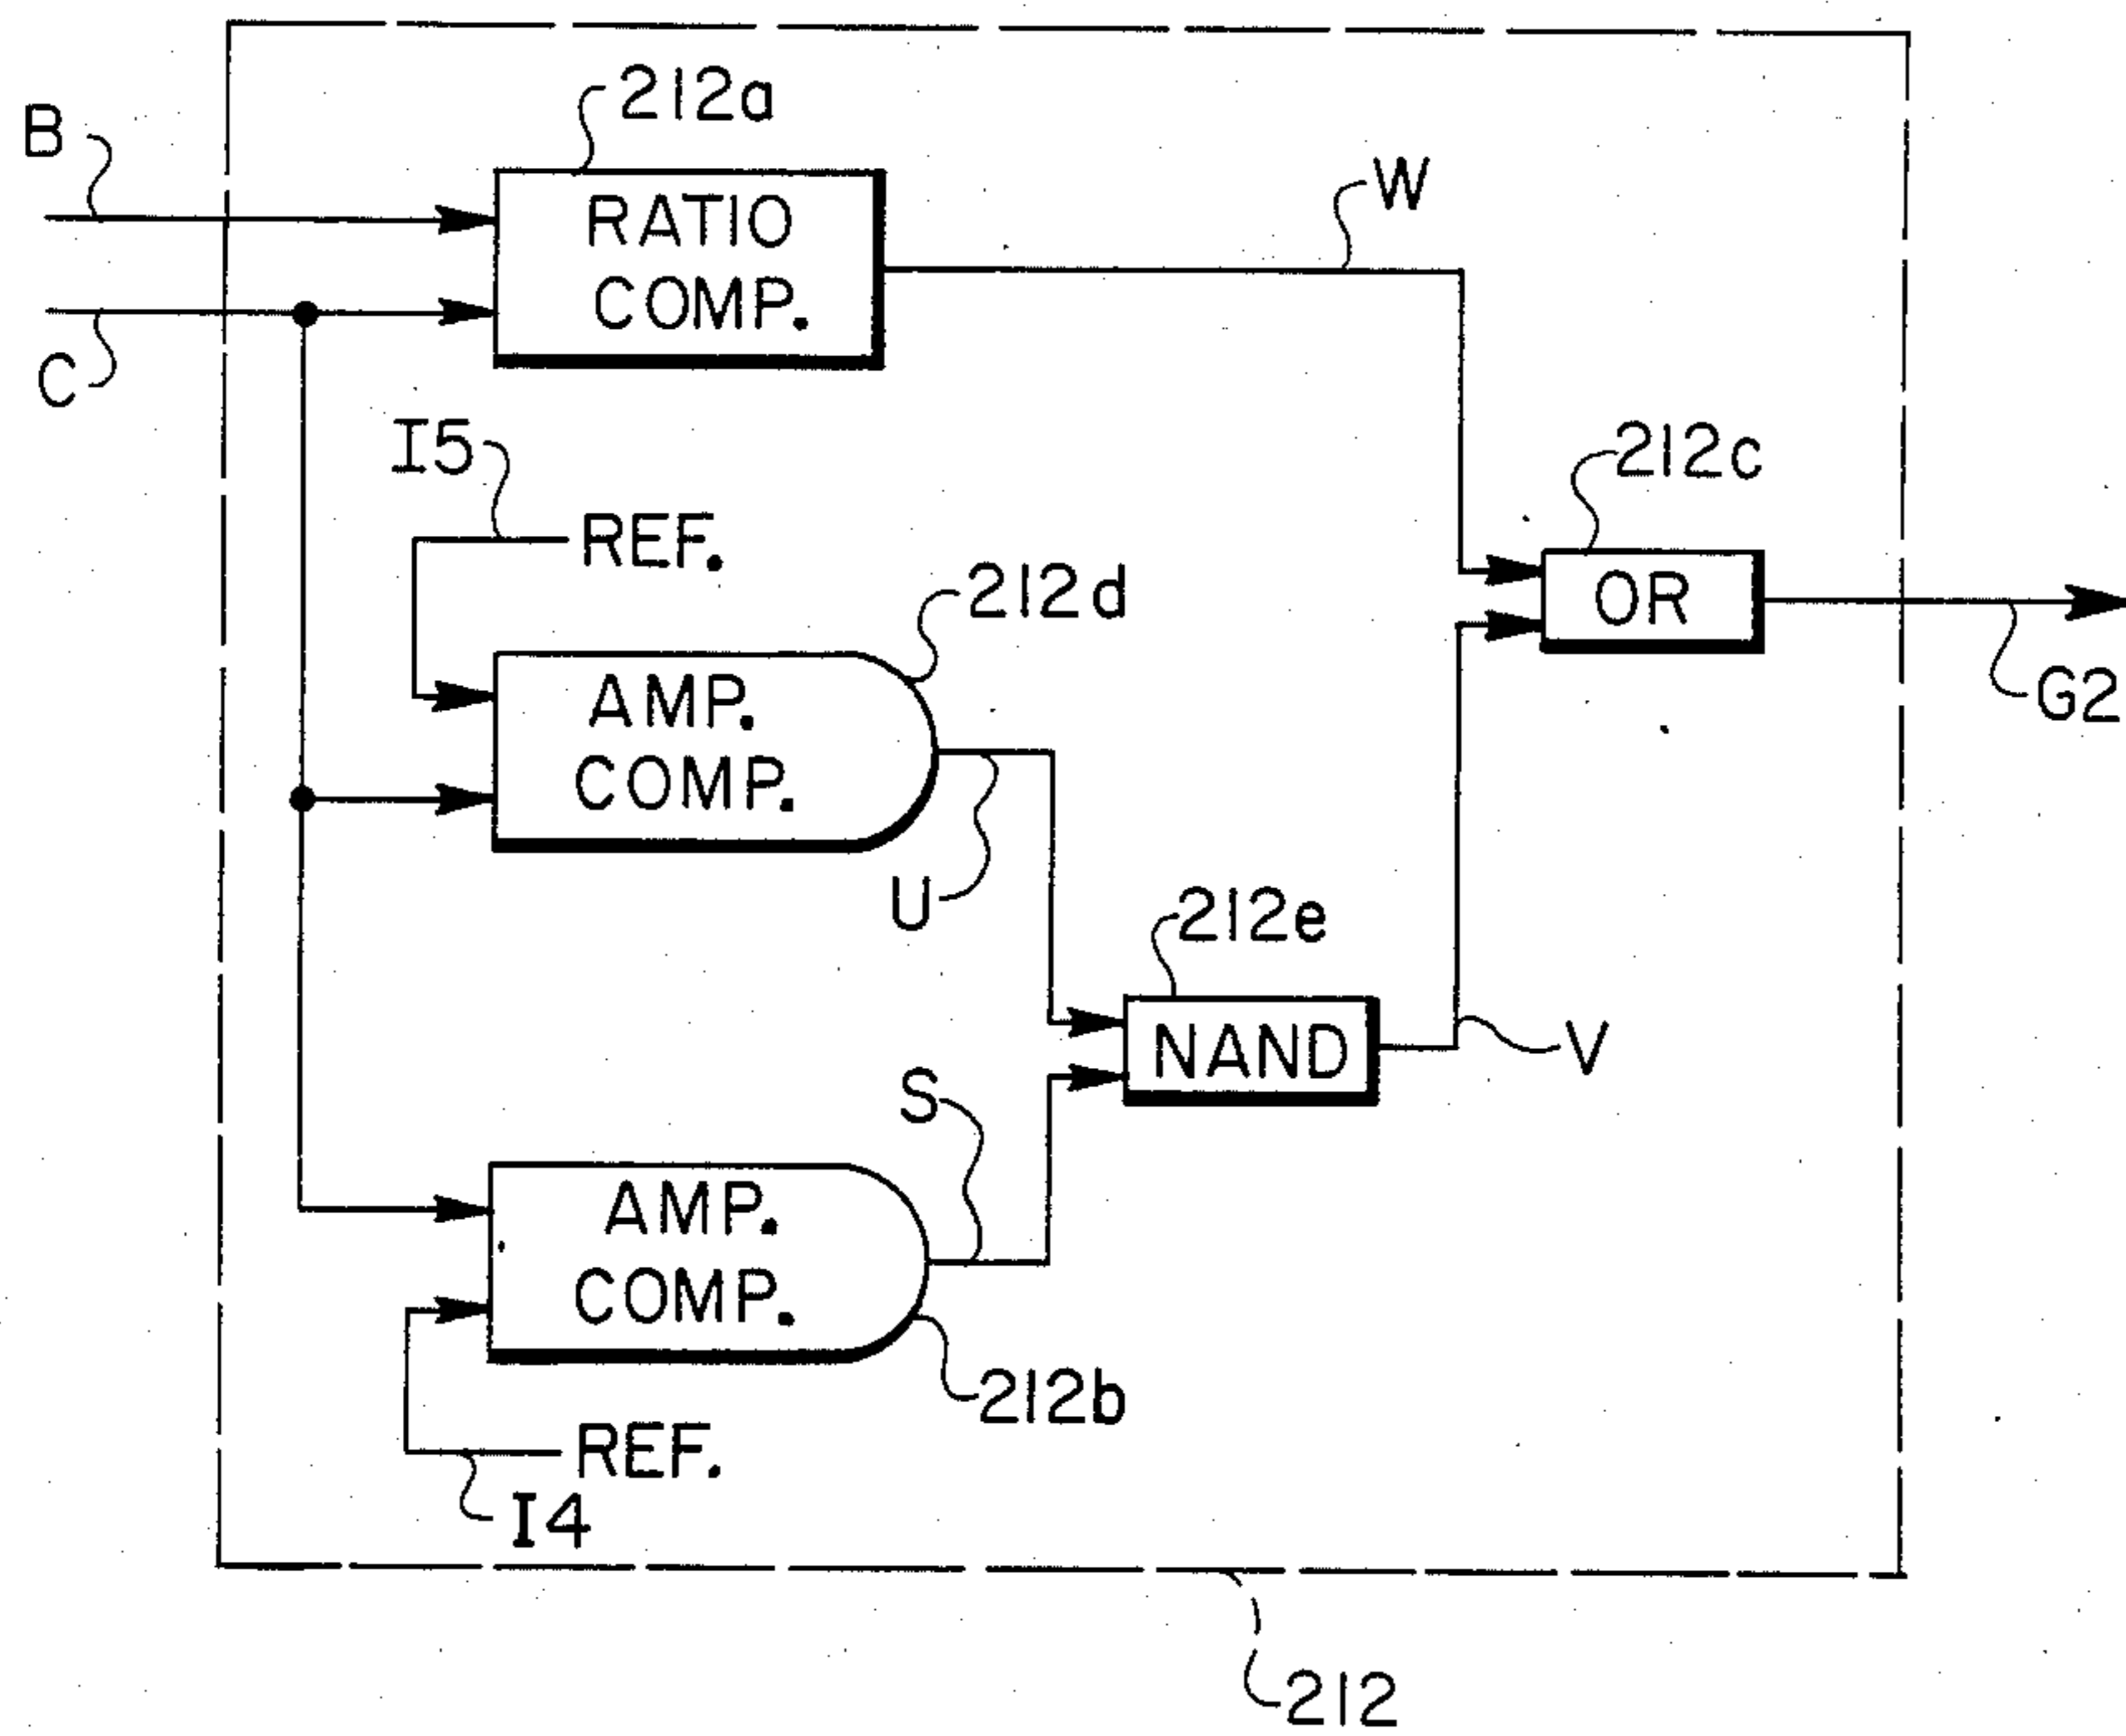 212a
B
W
RATIO
COMP.
C
I5
212c
REF.
212d
OR
AMP.
COMP.
G2
U
212e
NAND
V
S
AMP.
COMP.
212b
REF.
I4
212